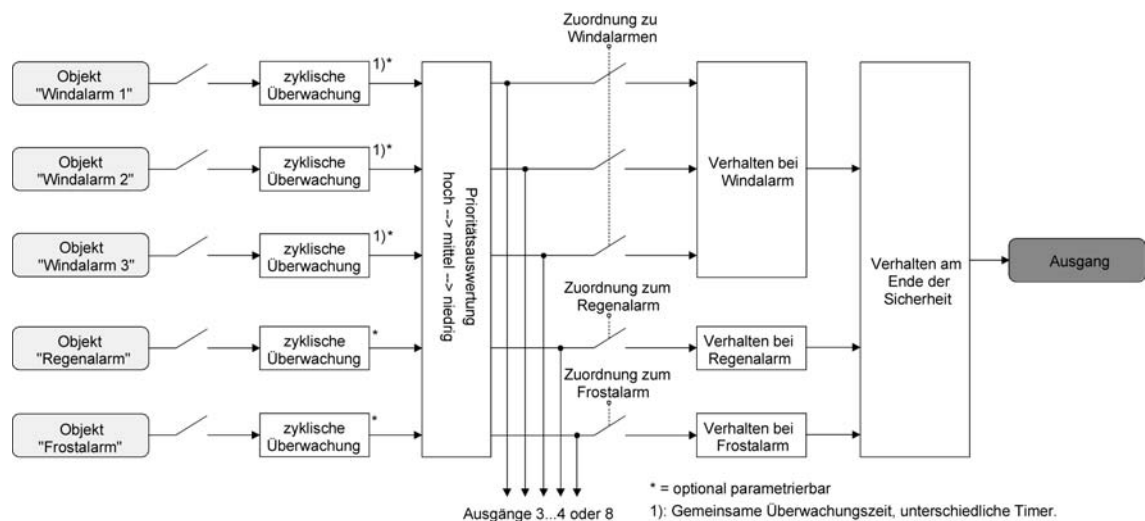 Zuordnung zu
Windalarmen
Objekt
"Windalarm 1"
zyklische
Überwachung
1)*
Objekt
"Windalarm 2"
zyklische
Überwachung
1)*
Objekt
"Windalarm 3"
zyklische
Überwachung
1)*
Objekt
"Regenalarm"
zyklische
Überwachung
*
Objekt
"Frostalarm"
zyklische
Überwachung
*
Prioritätsauswertung
hoch --> mittel --> niedrig
Zuordnung zum
Regenalarm
Zuordnung zum
Frostalarm
Verhalten bei
Windalarm
Verhalten bei
Regenalarm
Verhalten bei
Frostalarm
Verhalten am
Ende der
Sicherheit
Ausgang
Ausgänge 3...4 oder 8
* = optional parametrierbar
1): Gemeinsame Überwachungszeit, unterschiedliche Timer.